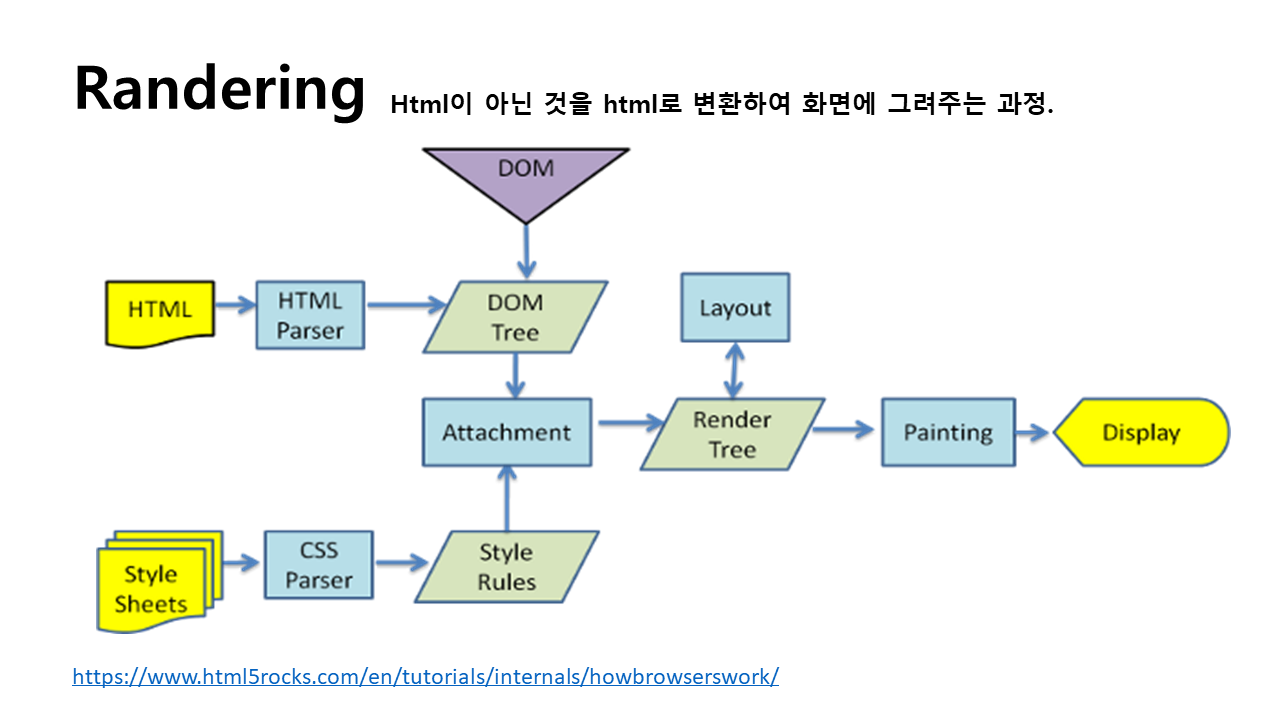 Randering Html이 아닌 것을 html로 변환하여 화면에 그려주는 과정.
DOM
HTML
HTML
Parser
DOM
Tree
Layout
Attachment
Render
Tree
Painting
Display
Style
Sheets
CSS
Parser
Style
Rules
https://www.html5rocks.com/en/tutorials/internals/howbrowserswork/